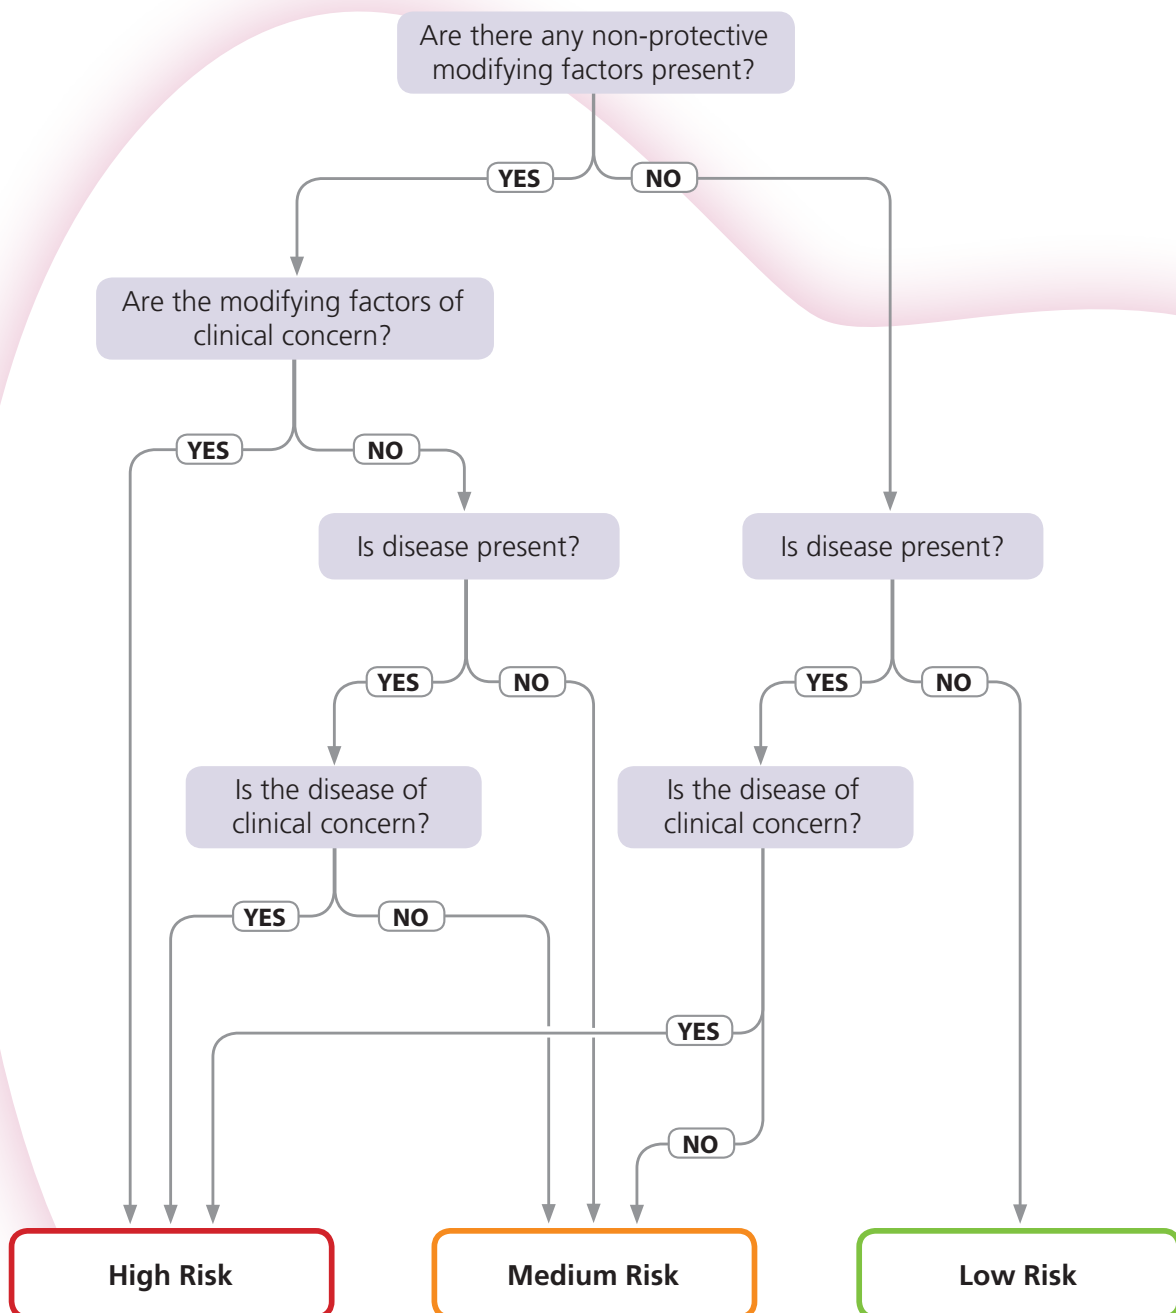 Are there any non-protective
modifying factors present?
YES
NO
Are the modifying factors of
clinical concern?
YES
NO
Is disease present?
Is disease present?
YES
NO
YES
NO
Is the disease of
clinical concern?
Is the disease of
clinical concern?
YES
NO
YES
NO
High Risk
Medium Risk
Low Risk